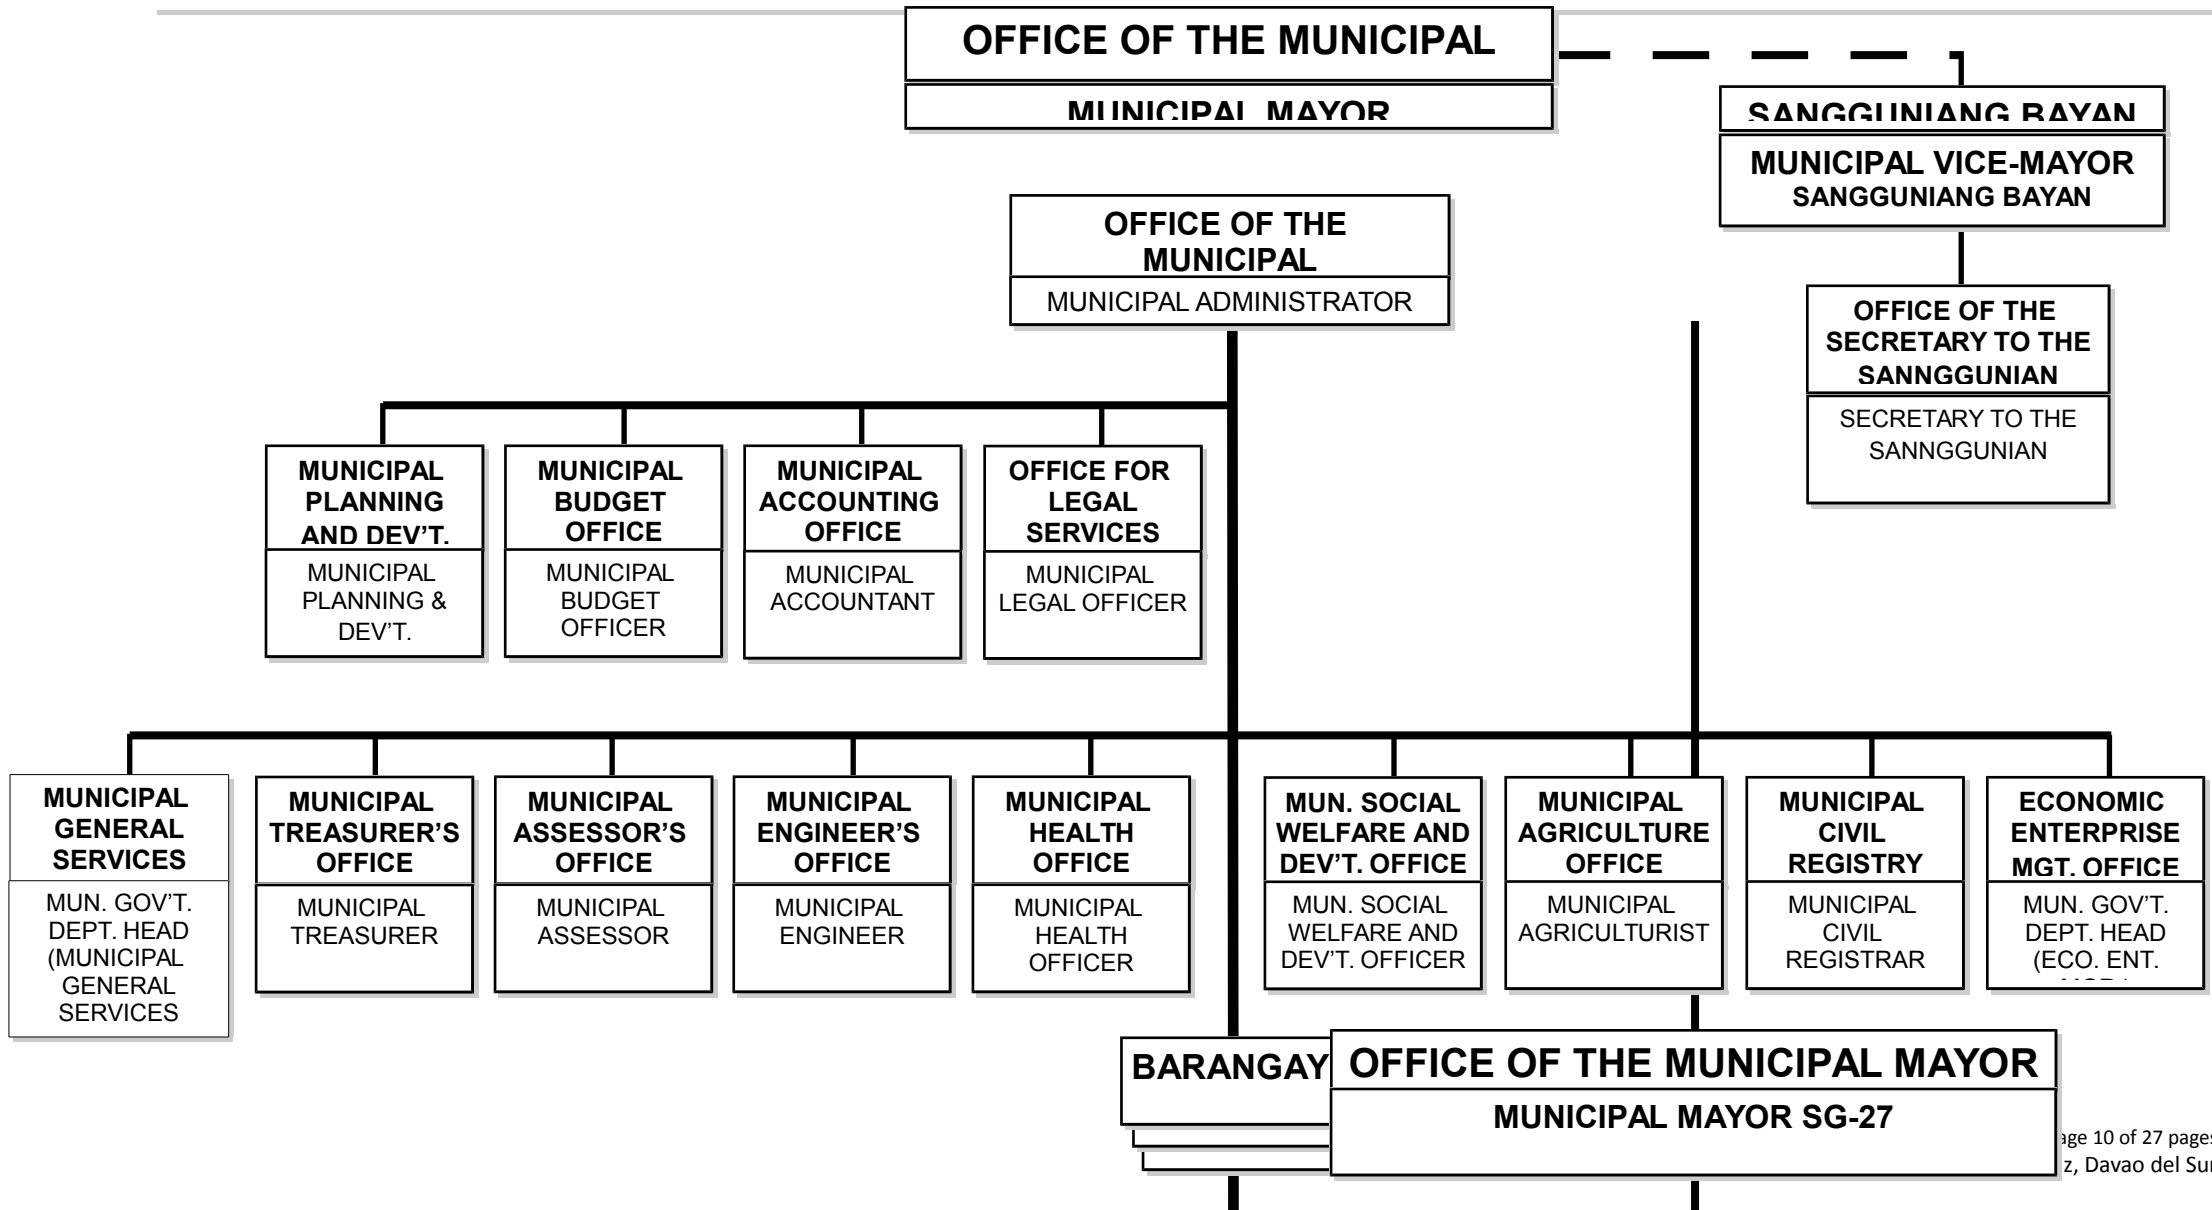 OFFICE OF THE MUNICIPAL
MUNICIPAL MAYOR
SANGGUNIANG BAYAN
MUNICIPAL VICE-MAYOR
SANGGUNIANG BAYAN
OFFICE OF THE
MUNICIPAL
MUNICIPAL ADMINISTRATOR
OFFICE OF THE
SECRETARY TO THE
SANNGGUNIAN
SECRETARY TO THE
SANNGGUNIAN
MUNICIPAL
PLANNING
AND DEV’T.
MUNICIPAL
PLANNING &
DEV’T.
MUNICIPAL
BUDGET
OFFICE
MUNICIPAL
BUDGET
OFFICER
MUNICIPAL
ACCOUNTING
OFFICE
MUNICIPAL
ACCOUNTANT
OFFICE FOR
LEGAL
SERVICES
MUNICIPAL
LEGAL OFFICER
MUNICIPAL
GENERAL
SERVICES
MUN. GOV’T.
DEPT. HEAD
(MUNICIPAL
GENERAL
SERVICES
MUNICIPAL
TREASURER’S
OFFICE
MUNICIPAL
TREASURER
MUNICIPAL
ASSESSOR’S
OFFICE
MUNICIPAL
ASSESSOR
MUNICIPAL
ENGINEER’S
OFFICE
MUNICIPAL
ENGINEER
MUNICIPAL
HEALTH
OFFICE
MUNICIPAL
HEALTH
OFFICER
MUN. SOCIAL
WELFARE AND
DEV’T. OFFICE
MUN. SOCIAL
WELFARE AND
DEV’T. OFFICER
MUNICIPAL
AGRICULTURE
OFFICE
MUNICIPAL
AGRICULTURIST
MUNICIPAL
CIVIL
REGISTRY
MUNICIPAL
CIVIL
REGISTRAR
ECONOMIC
ENTERPRISE
MGT. OFFICE
MUN. GOV’T.
DEPT. HEAD
(ECO. ENT.
BARANGAY
OFFICE OF THE MUNICIPAL MAYOR
MUNICIPAL MAYOR SG-27
age 10 of 27 pages
z, Davao del Sur